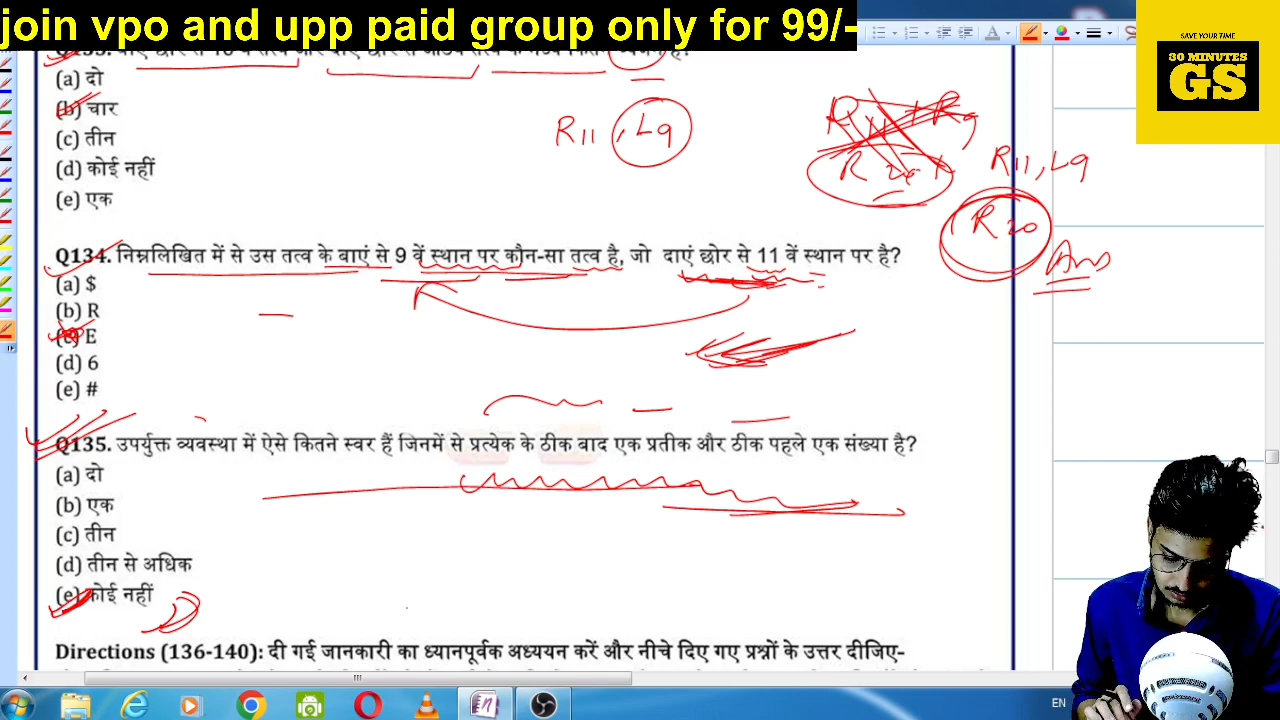 join vpo and upp paid group only for 99/-
SAVE YOUR TIME
30 MINUTES
GS
(a) दो
(b) चार
(c) तीन
(d) कोई नहीं
(e) एक
R11, L9
R11, L9
R 20
Ans
Q134. निम्नलिखित में से उस तत्व के बाएं से 9 वें स्थान पर कौन-सा तत्व है, जो दाएं छोर से 11 वें स्थान पर है?
(a) $
(b) R
(c) E
(d) 6
(e) #
Q135. उपर्युक्त व्यवस्था में ऐसे कितने स्वर हैं जिनमें से प्रत्येक के ठीक बाद एक प्रतीक और ठीक पहले एक संख्या है?
(a) दो
(b) एक
(c) तीन
(d) तीन से अधिक
(e) कोई नहीं
Directions (136-140): दी गई जानकारी का ध्यानपूर्वक अध्ययन करें और नीचे दिए गए प्रश्नों के उत्तर दीजिए-
EN